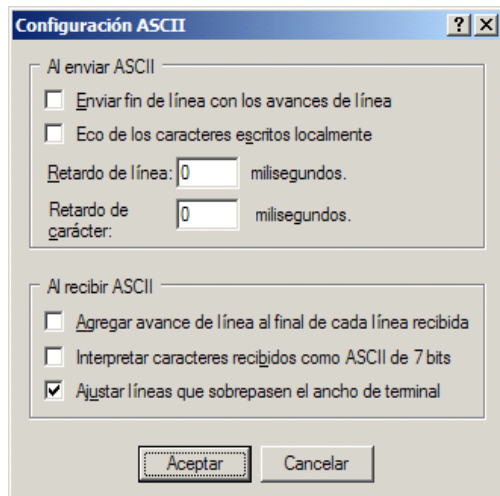 Configuración ASCII
Al enviar ASCII
Enviar fin de línea con los avances de línea
Eco de los caracteres escritos localmente
Retardo de línea: 0 milisegundos.
Retardo de
carácter: 0 milisegundos.
Al recibir ASCII
Agregar avance de línea al final de cada línea recibida
Interpretar caracteres recibidos como ASCII de 7 bits
Ajustar líneas que sobrepasen el ancho de terminal
Aceptar Cancelar